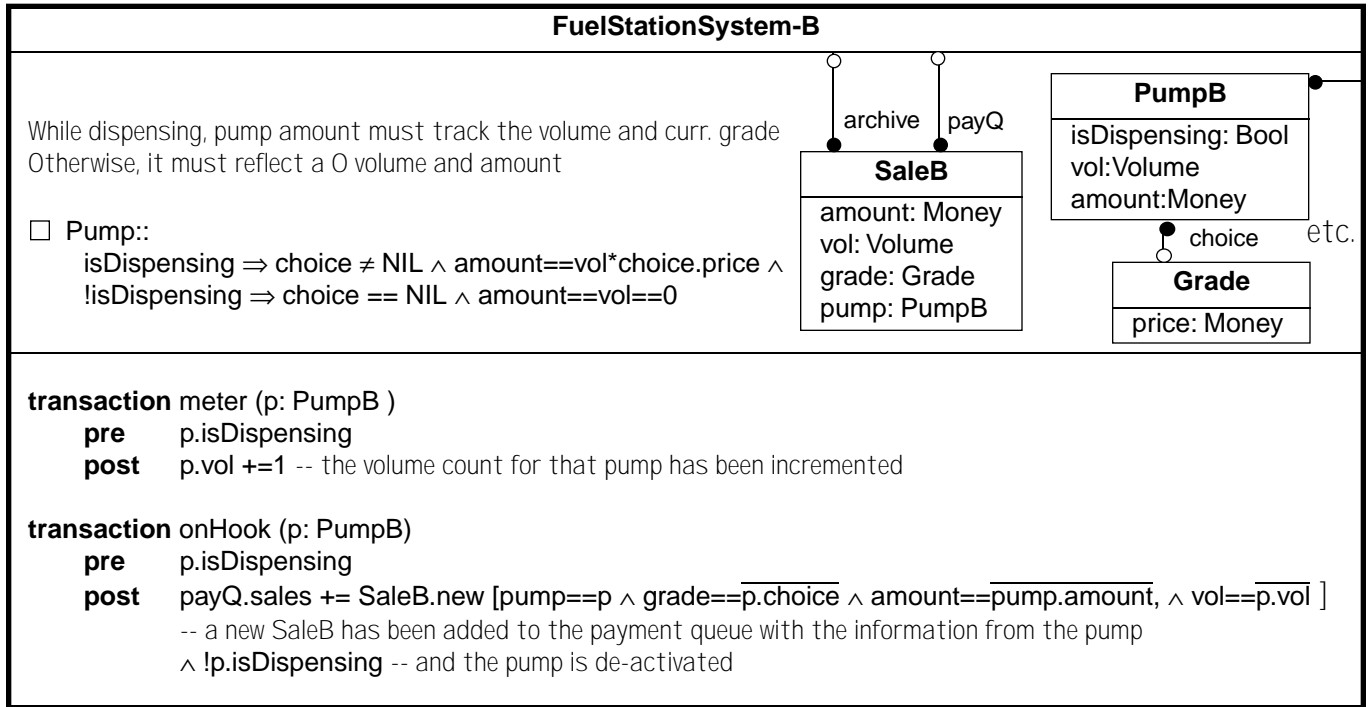 FuelStationSystem-B
While dispensing, pump amount must track the volume and curr. grade
Otherwise, it must reflect a O volume and amount
□ Pump::
isDispensing ⇒ choice ≠ NIL ∧ amount==vol*choice.price ∧
!isDispensing ⇒ choice == NIL ∧ amount==vol==0
archive payQ
SaleB
amount: Money
vol: Volume
grade: Grade
pump: PumpB
PumpB
isDispensing: Bool
vol:Volume
amount:Money
choice etc.
Grade
price: Money
transaction meter (p: PumpB )
pre p.isDispensing
post p.vol +=1 -- the volume count for that pump has been incremented
transaction onHook (p: PumpB)
pre p.isDispensing
post payQ.sales += SaleB.new [pump==p ∧ grade==p.choice ∧ amount==pump.amount, ∧ vol==p.vol ]
-- a new SaleB has been added to the payment queue with the information from the pump
∧ !p.isDispensing -- and the pump is de-activated